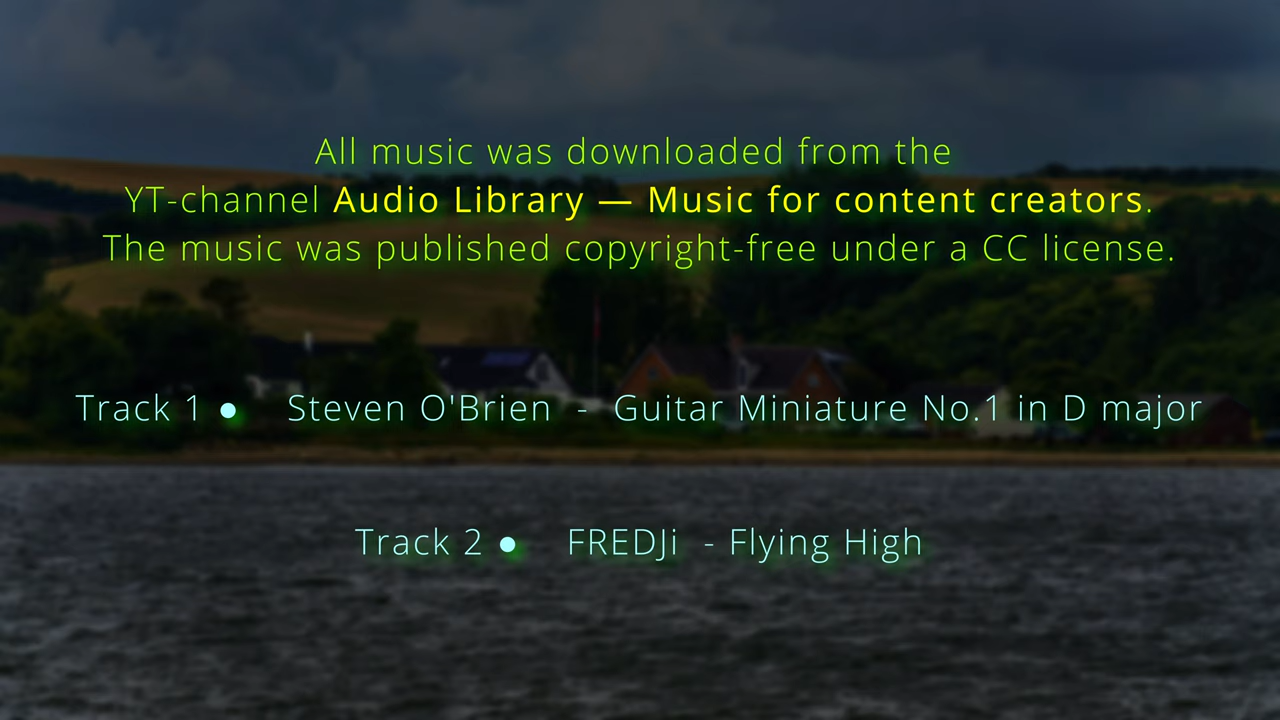 All music was downloaded from the
YT-channel Audio Library — Music for content creators.
The music was published copyright-free under a CC license.
Track 1 ● Steven O'Brien - Guitar Miniature No.1 in D major
Track 2 ● FREDJi - Flying High